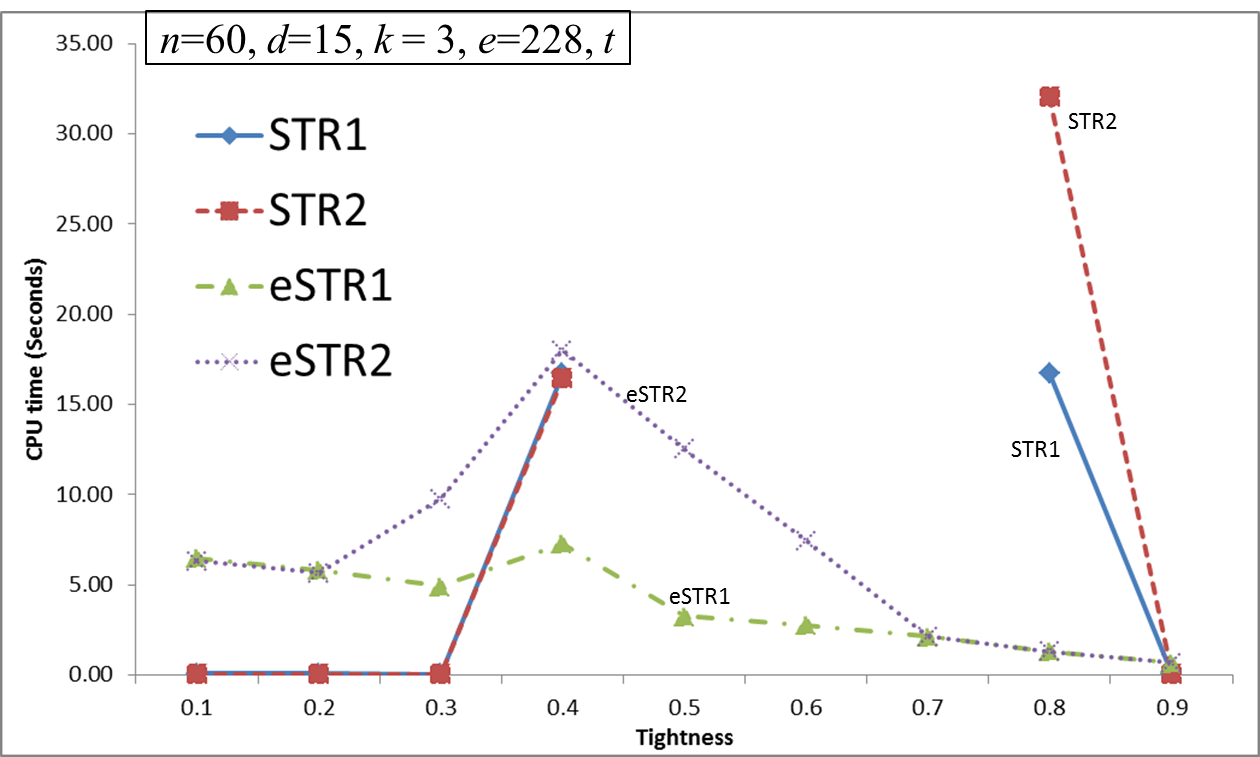 n=60, d=15, k = 3, e=228, t
35.00
30.00
25.00
20.00
15.00
10.00
5.00
0.00
CPU time (Seconds)
STR1
STR2
eSTR1
eSTR2
STR2
eSTR2
STR1
eSTR1
0.1 0.2 0.3 0.4 0.5 0.6 0.7 0.8 0.9
Tightness